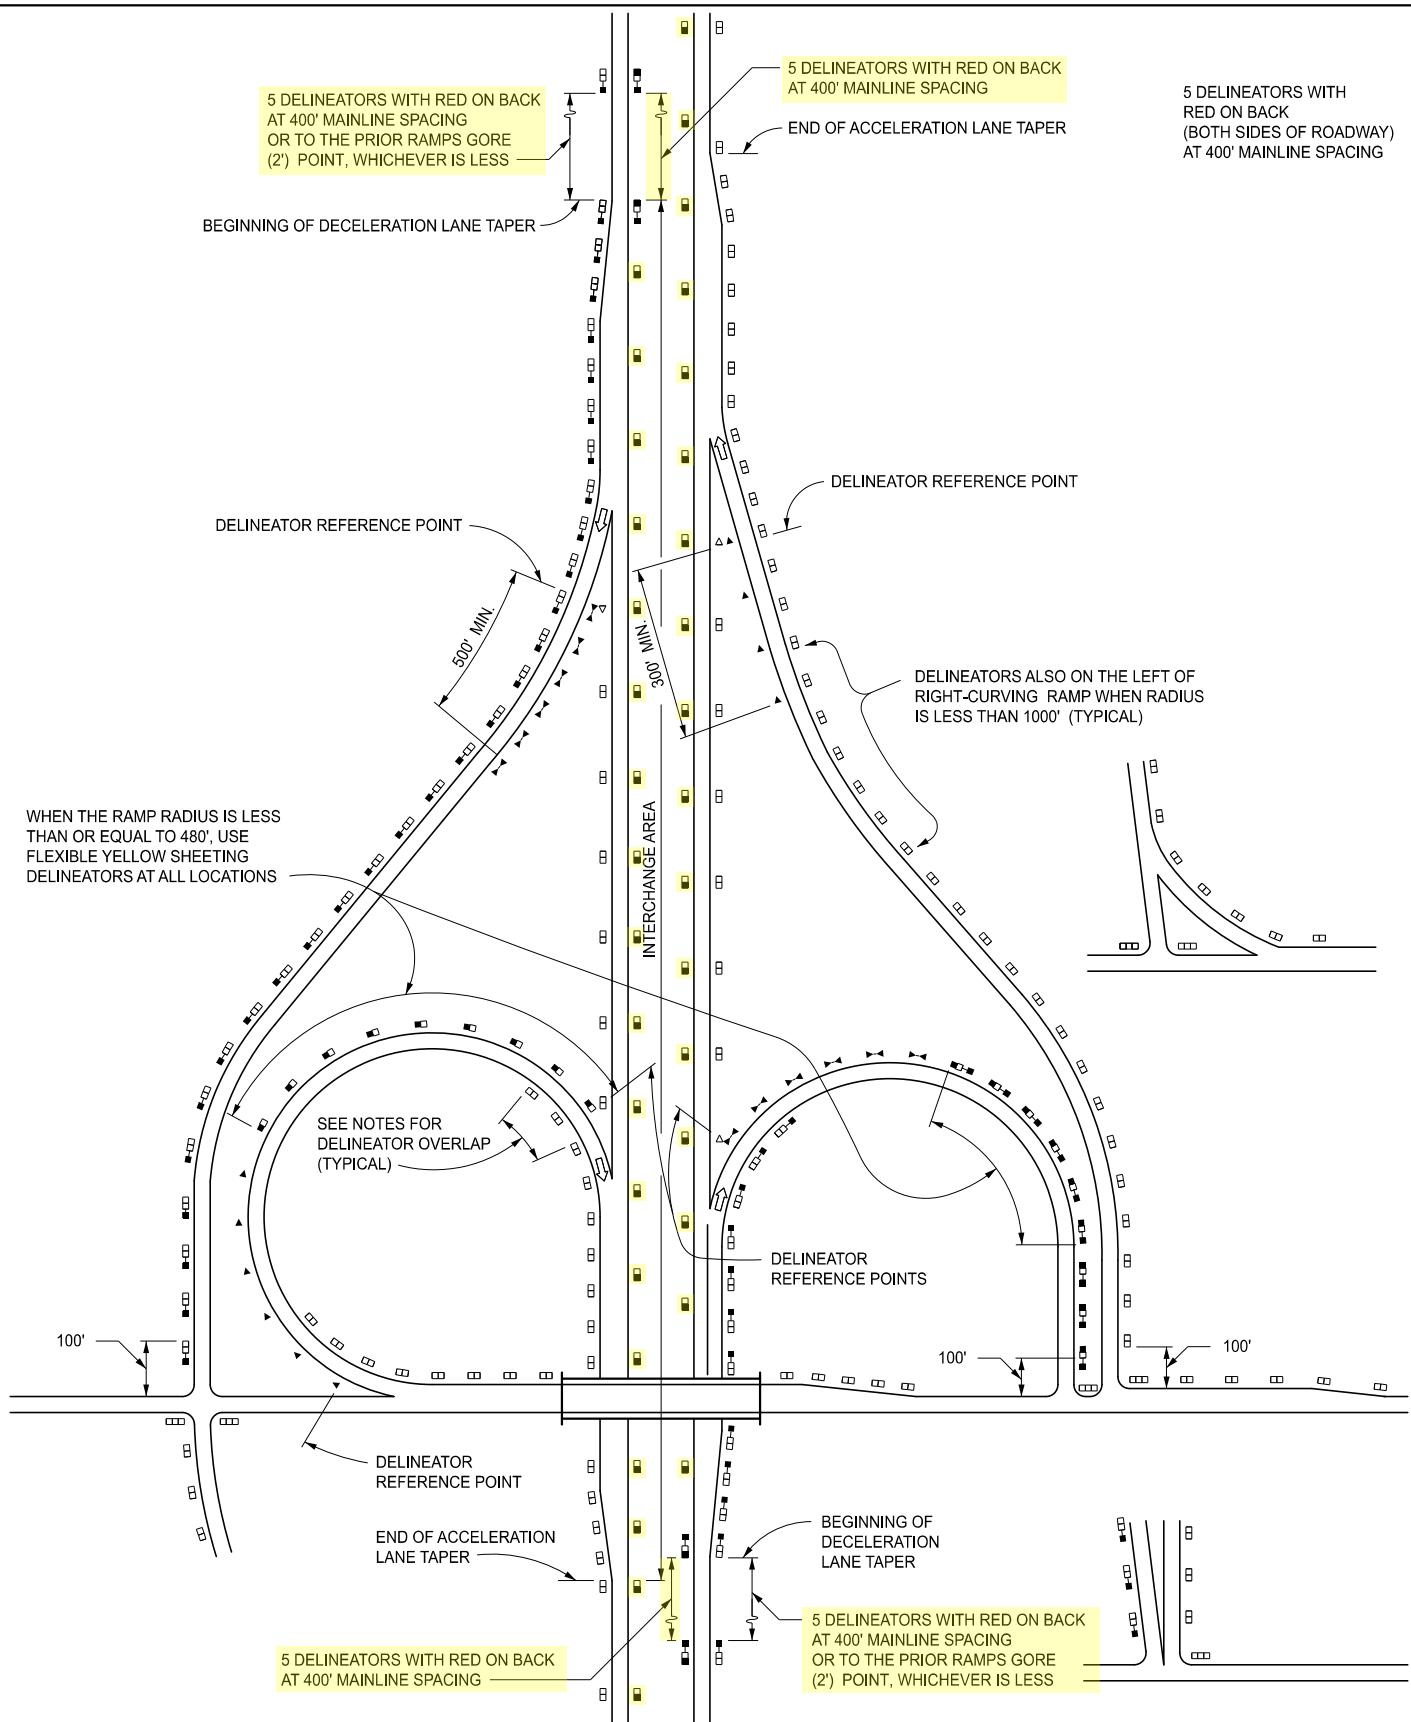 5 DELINEATORS WITH RED ON BACK
AT 400' MAINLINE SPACING
OR TO THE PRIOR RAMPS GORE
(2') POINT, WHICHEVER IS LESS
5 DELINEATORS WITH RED ON BACK
AT 400' MAINLINE SPACING
5 DELINEATORS WITH
RED ON BACK
(BOTH SIDES OF ROADWAY)
AT 400' MAINLINE SPACING
END OF ACCELERATION LANE TAPER
BEGINNING OF DECELERATION LANE TAPER
DELINEATOR REFERENCE POINT
DELINEATOR REFERENCE POINT
500' MIN.
300' MIN.
DELINEATORS ALSO ON THE LEFT OF
RIGHT-CURVING RAMP WHEN RADIUS
IS LESS THAN 1000' (TYPICAL)
WHEN THE RAMP RADIUS IS LESS
THAN OR EQUAL TO 480', USE
FLEXIBLE YELLOW SHEETING
DELINEATORS AT ALL LOCATIONS
INTERCHANGE AREA
SEE NOTES FOR
DELINEATOR OVERLAP
(TYPICAL)
DELINEATOR
REFERENCE POINTS
100'
100'
100'
DELINEATOR
REFERENCE POINT
END OF ACCELERATION
LANE TAPER
BEGINNING OF
DECELERATION
LANE TAPER
5 DELINEATORS WITH RED ON BACK
AT 400' MAINLINE SPACING
5 DELINEATORS WITH RED ON BACK
AT 400' MAINLINE SPACING
OR TO THE PRIOR RAMPS GORE
(2') POINT, WHICHEVER IS LESS